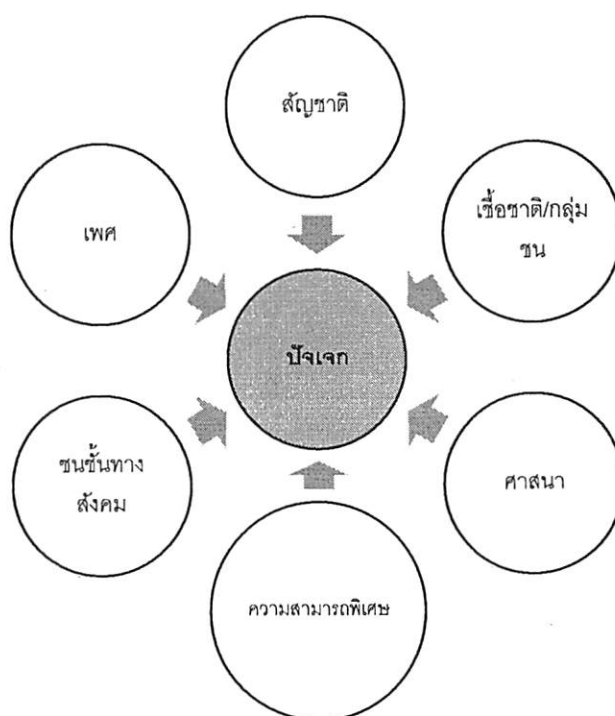 สัญชาติ
เชื้อชาติ/กลุ่ม
ชน
เพศ
ปัจเจก
ชนชั้นทาง
สังคม
ศาสนา
ความสามารถพิเศษ